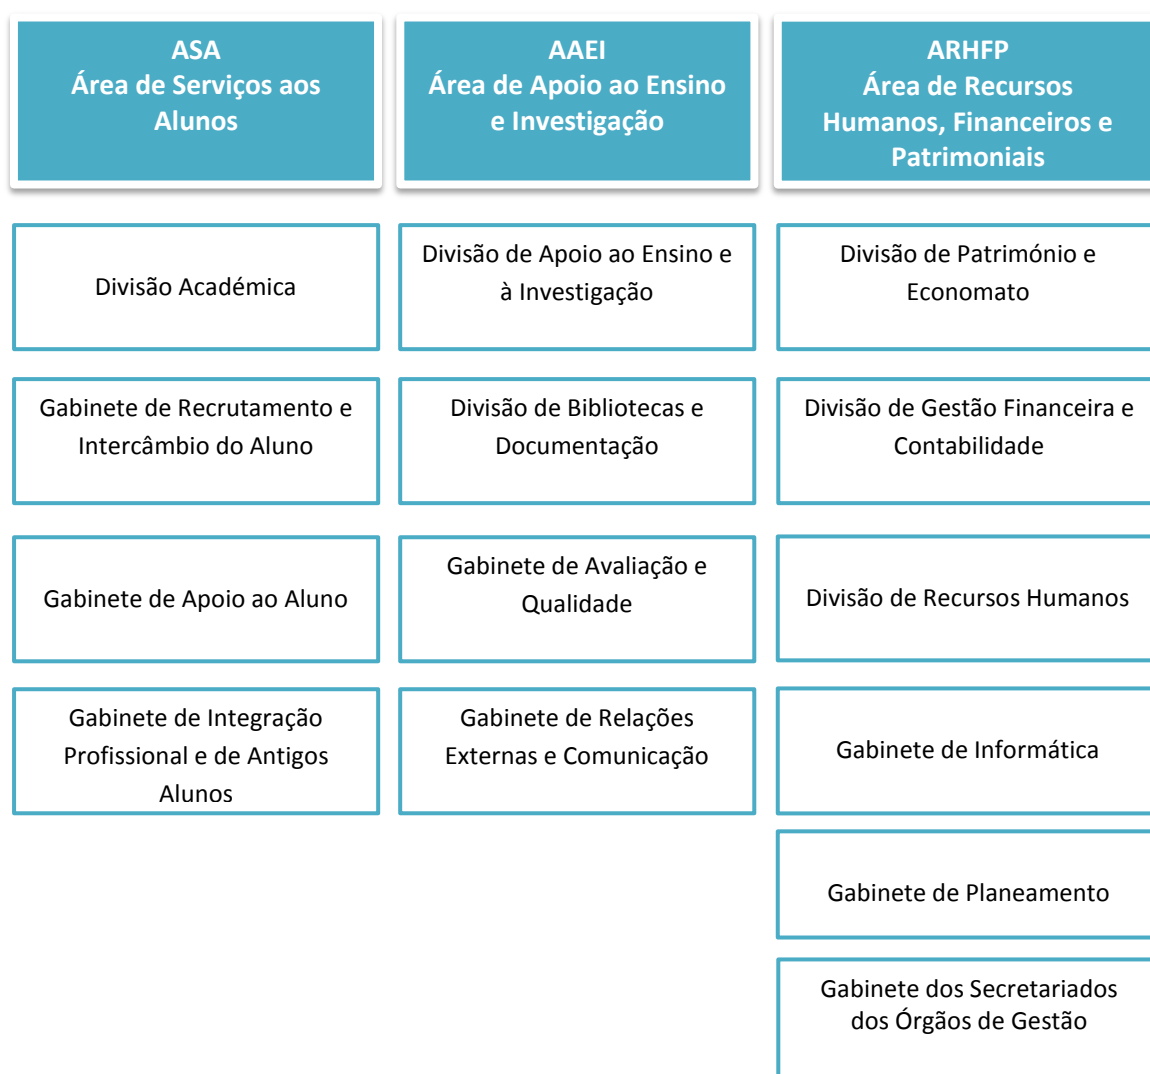 ASA
Área de Serviços aos
Alunos
AAEI
Área de Apoio ao Ensino
e Investigação
ARHFP
Área de Recursos
Humanos, Financeiros e
Patrimoniais
Divisão Académica
Divisão de Apoio ao Ensino e
à Investigação
Divisão de Património e
Economato
Gabinete de Recrutamento e
Intercâmbio do Aluno
Divisão de Bibliotecas e
Documentação
Divisão de Gestão Financeira e
Contabilidade
Gabinete de Apoio ao Aluno
Gabinete de Avaliação e
Qualidade
Divisão de Recursos Humanos
Gabinete de Integração
Profissional e de Antigos
Alunos
Gabinete de Relações
Externas e Comunicação
Gabinete de Informática
Gabinete de Planeamento
Gabinete dos Secretariados
dos Órgãos de Gestão